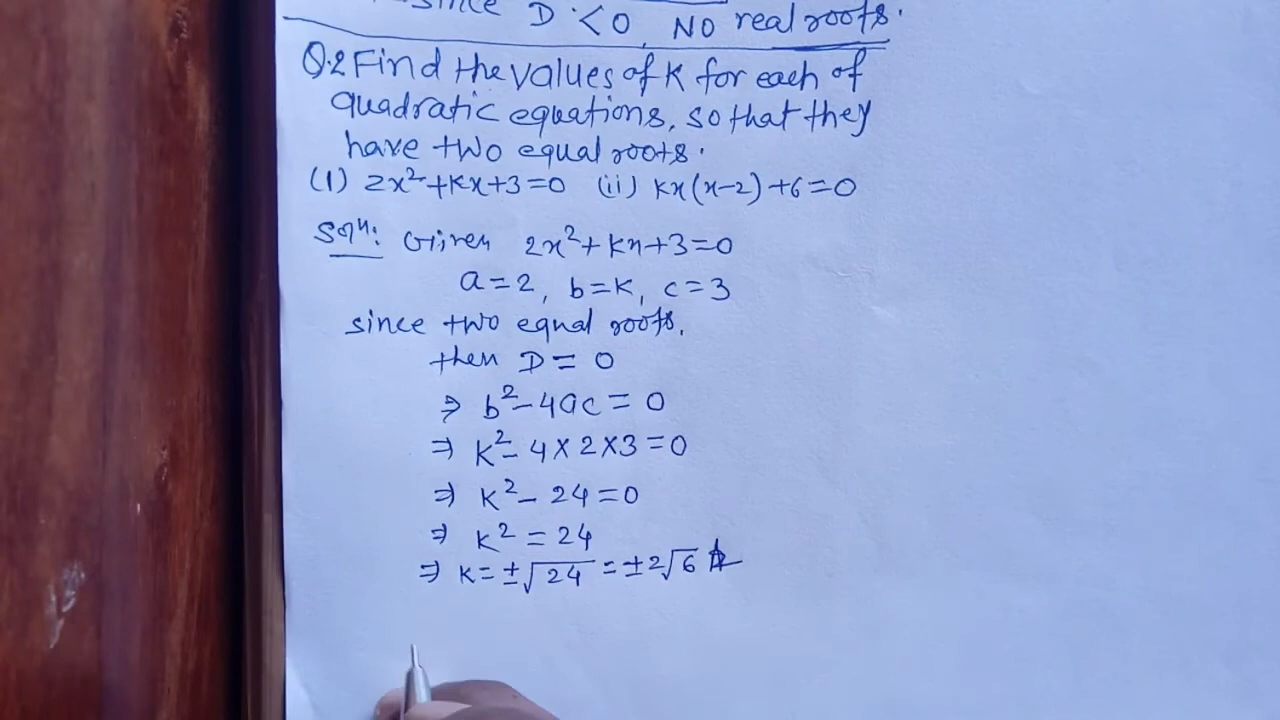 since D < 0, NO real roots.
Q.2 Find the values of K for each of
quadratic equations, so that they
have two equal roots.
(1) 2x²+Kx+3=0 (ii) Kx(x-2)+6=0
Solⁿ: Given 2x²+Kx+3=0
a=2, b=K, c=3
since two equal roots,
then D = 0
⇒ b²-4ac = 0
⇒ K²-4×2×3=0
⇒ K²-24=0
⇒ K² = 24
⇒ K=±√24 = ±2√6